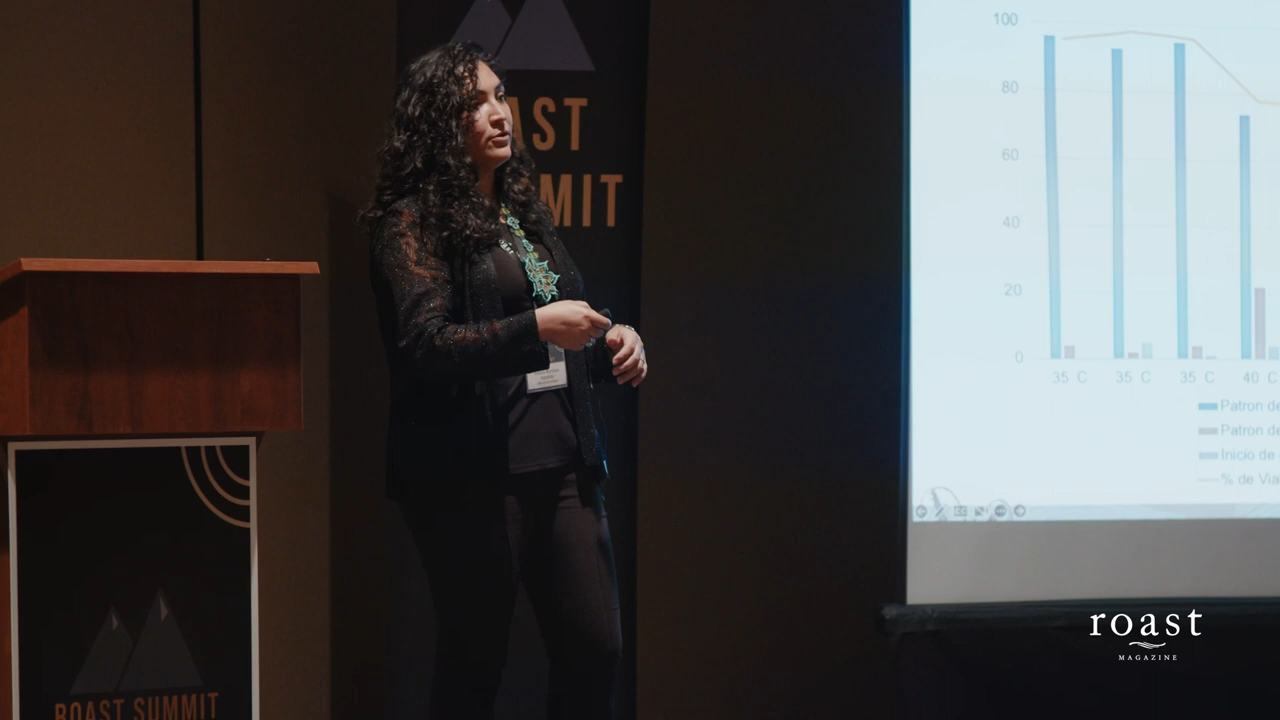 AST
MIT
ROAST SUMMIT
100
80
60
40
20
0
35 C 35 C 35 C 40 C
Patron de
Patron de
Inicio de
% de Via
roast
MAGAZINE